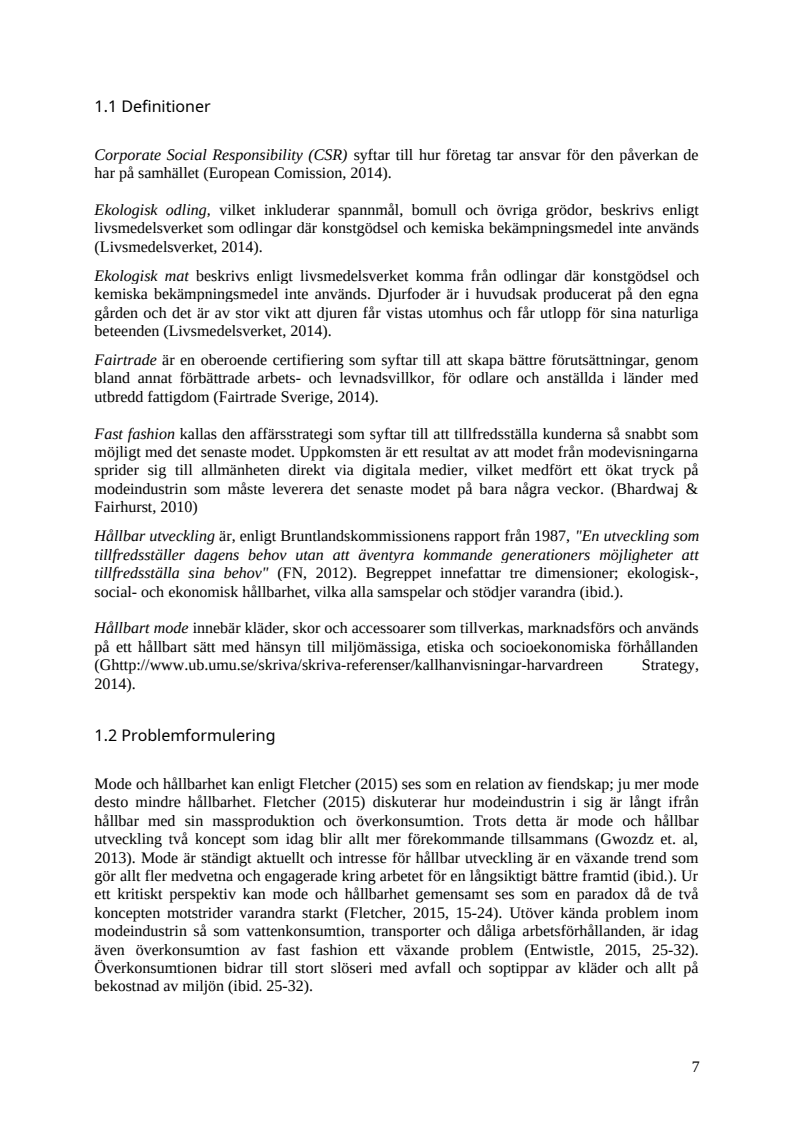 1.1 Definitioner
Corporate Social Responsibility (CSR) syftar till hur företag tar ansvar för den påverkan de
har på samhället (European Comission, 2014).
Ekologisk odling, vilket inkluderar spannmål, bomull och övriga grödor, beskrivs enligt
livsmedelsverket som odlingar där konstgödsel och kemiska bekämpningsmedel inte används
(Livsmedelsverket, 2014).
Ekologisk mat beskrivs enligt livsmedelsverket komma från odlingar där konstgödsel och
kemiska bekämpningsmedel inte används. Djurfoder är i huvudsak producerat på den egna
gården och det är av stor vikt att djuren får vistas utomhus och får utlopp för sina naturliga
beteenden (Livsmedelsverket, 2014).
Fairtrade är en oberoende certifiering som syftar till att skapa bättre förutsättningar, genom
bland annat förbättrade arbets- och levnadsvillkor, för odlare och anställda i länder med
utbredd fattigdom (Fairtrade Sverige, 2014).
Fast fashion kallas den affärsstrategi som syftar till att tillfredsställa kunderna så snabbt som
möjligt med det senaste modet. Uppkomsten är ett resultat av att modet från modevisningarna
sprider sig till allmänheten direkt via digitala medier, vilket medfört ett ökat tryck på
modeindustrin som måste leverera det senaste modet på bara några veckor. (Bhardwaj &
Fairhurst, 2010)
Hållbar utveckling är, enligt Bruntlandskommissionens rapport från 1987, "En utveckling som
tillfredsställer dagens behov utan att äventyra kommande generationers möjligheter att
tillfredsställa sina behov" (FN, 2012). Begreppet innefattar tre dimensioner; ekologisk-,
social- och ekonomisk hållbarhet, vilka alla samspelar och stödjer varandra (ibid.).
Hållbart mode innebär kläder, skor och accessoarer som tillverkas, marknadsförs och används
på ett hållbart sätt med hänsyn till miljömässiga, etiska och socioekonomiska förhållanden
(Ghttp://www.ub.umu.se/skriva/skriva-referenser/kallhanvisningar-harvardreen Strategy,
2014).
1.2 Problemformulering
Mode och hållbarhet kan enligt Fletcher (2015) ses som en relation av fiendskap; ju mer mode
desto mindre hållbarhet. Fletcher (2015) diskuterar hur modeindustrin i sig är långt ifrån
hållbar med sin massproduktion och överkonsumtion. Trots detta är mode och hållbar
utveckling två koncept som idag blir allt mer förekommande tillsammans (Gwozdz et. al,
2013). Mode är ständigt aktuellt och intresse för hållbar utveckling är en växande trend som
gör allt fler medvetna och engagerade kring arbetet för en långsiktigt bättre framtid (ibid.). Ur
ett kritiskt perspektiv kan mode och hållbarhet gemensamt ses som en paradox då de två
koncepten motstrider varandra starkt (Fletcher, 2015, 15-24). Utöver kända problem inom
modeindustrin så som vattenkonsumtion, transporter och dåliga arbetsförhållanden, är idag
även överkonsumtion av fast fashion ett växande problem (Entwistle, 2015, 25-32).
Överkonsumtionen bidrar till stort slöseri med avfall och soptippar av kläder och allt på
bekostnad av miljön (ibid. 25-32).
7